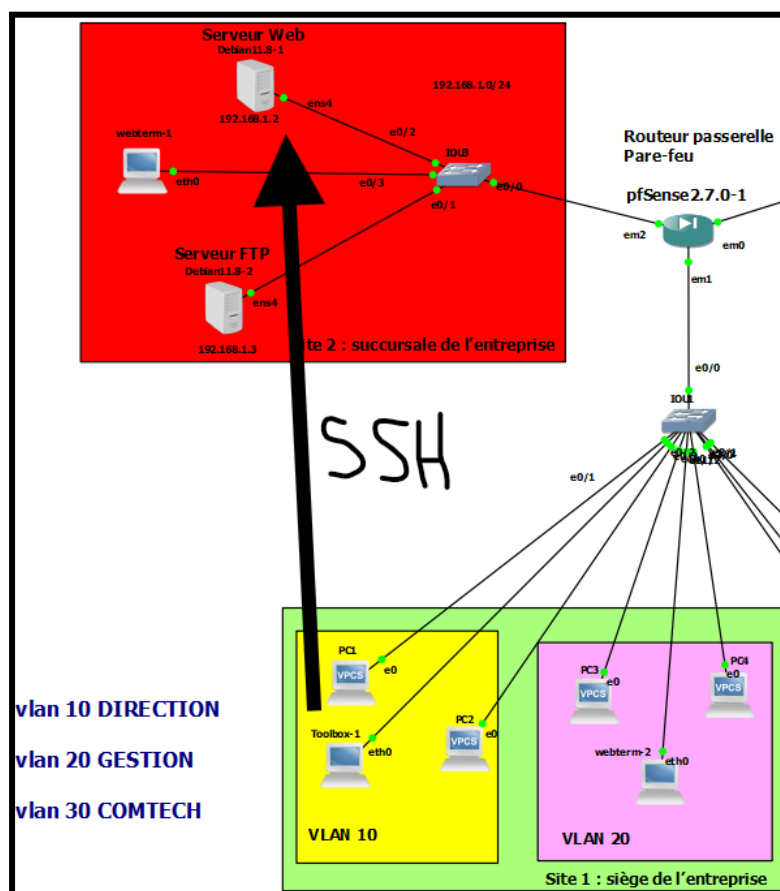 Serveur Web
Debian11.8-1
ens4
192.168.1.0/24
192.168.1.2
webterm-1
e0/2
IOU3
eth0
e0/3
e0/0
e0/1
Routeur passerelle
Pare-feu
pfSense2.7.0-1
em2
em0
em1
Serveur FTP
Debian11.8-2
ens4
192.168.1.3
Site 2 : succursale de l'entreprise
e0/0
IOU1
SSH
e0/1
PC1
e0
VPCS
Toolbox-1
eth0
PC2
e0
VPCS
VLAN 10
PC3
e0
VPCS
PC4
e0
VPCS
webterm-2
eth0
VLAN 20
Site 1 : siège de l'entreprise
vlan 10 DIRECTION
vlan 20 GESTION
vlan 30 COMTECH